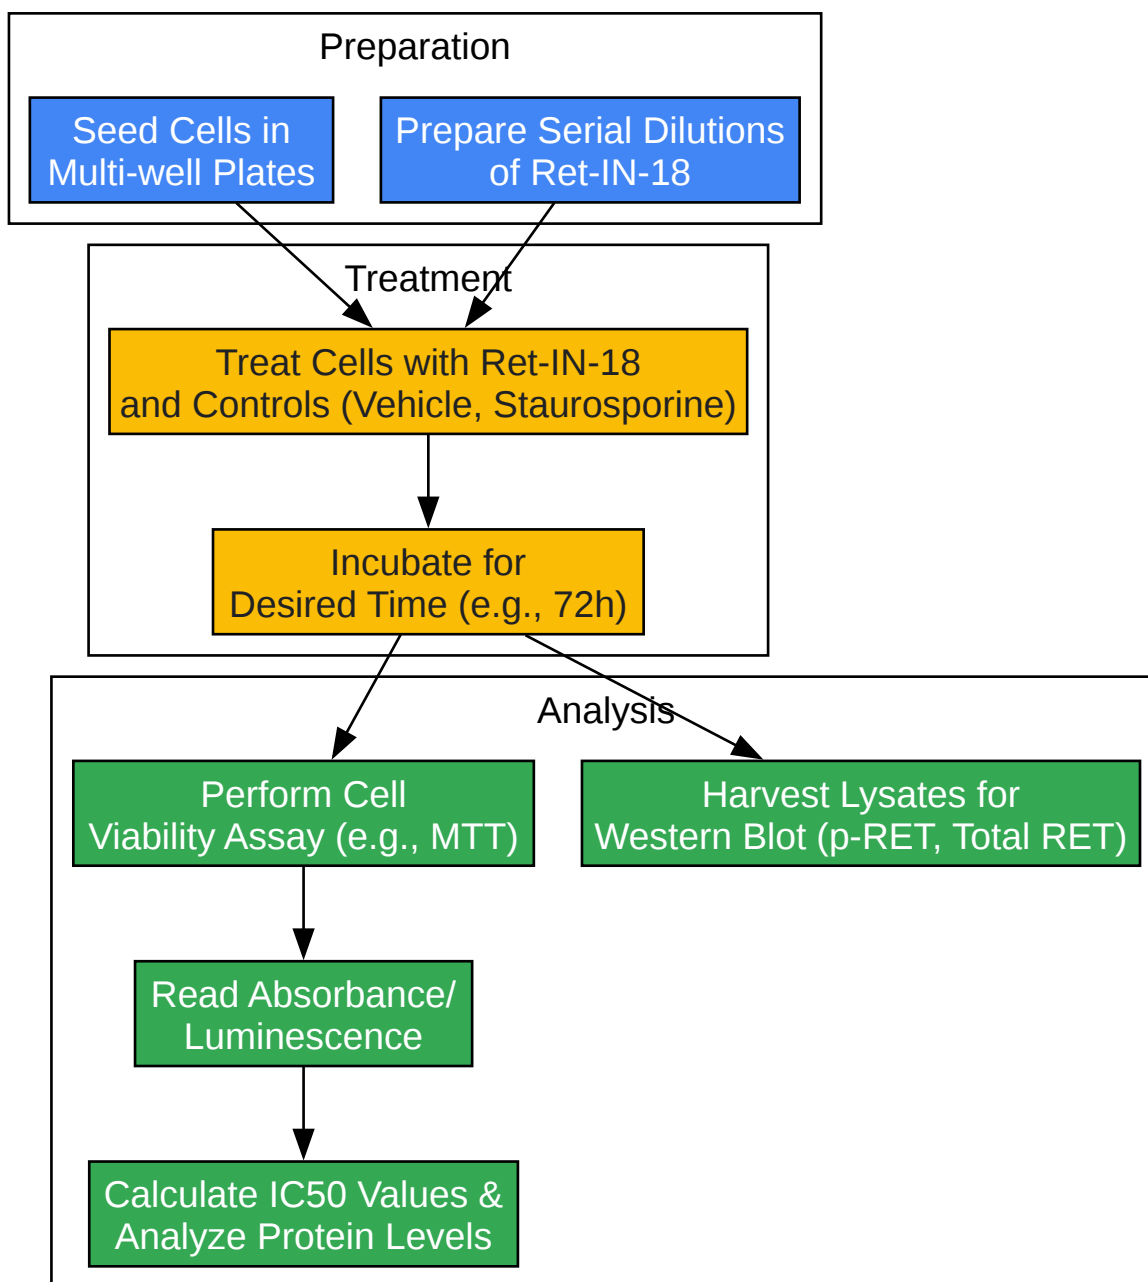 Preparation
Seed Cells in
Multi-well Plates
Prepare Serial Dilutions
of Ret-IN-18
Treatment
Treat Cells with Ret-IN-18
and Controls (Vehicle, Staurosporine)
Incubate for
Desired Time (e.g., 72h)
Analysis
Perform Cell
Viability Assay (e.g., MTT)
Harvest Lysates for
Western Blot (p-RET, Total RET)
Read Absorbance/
Luminescence
Calculate IC50 Values &
Analyze Protein Levels